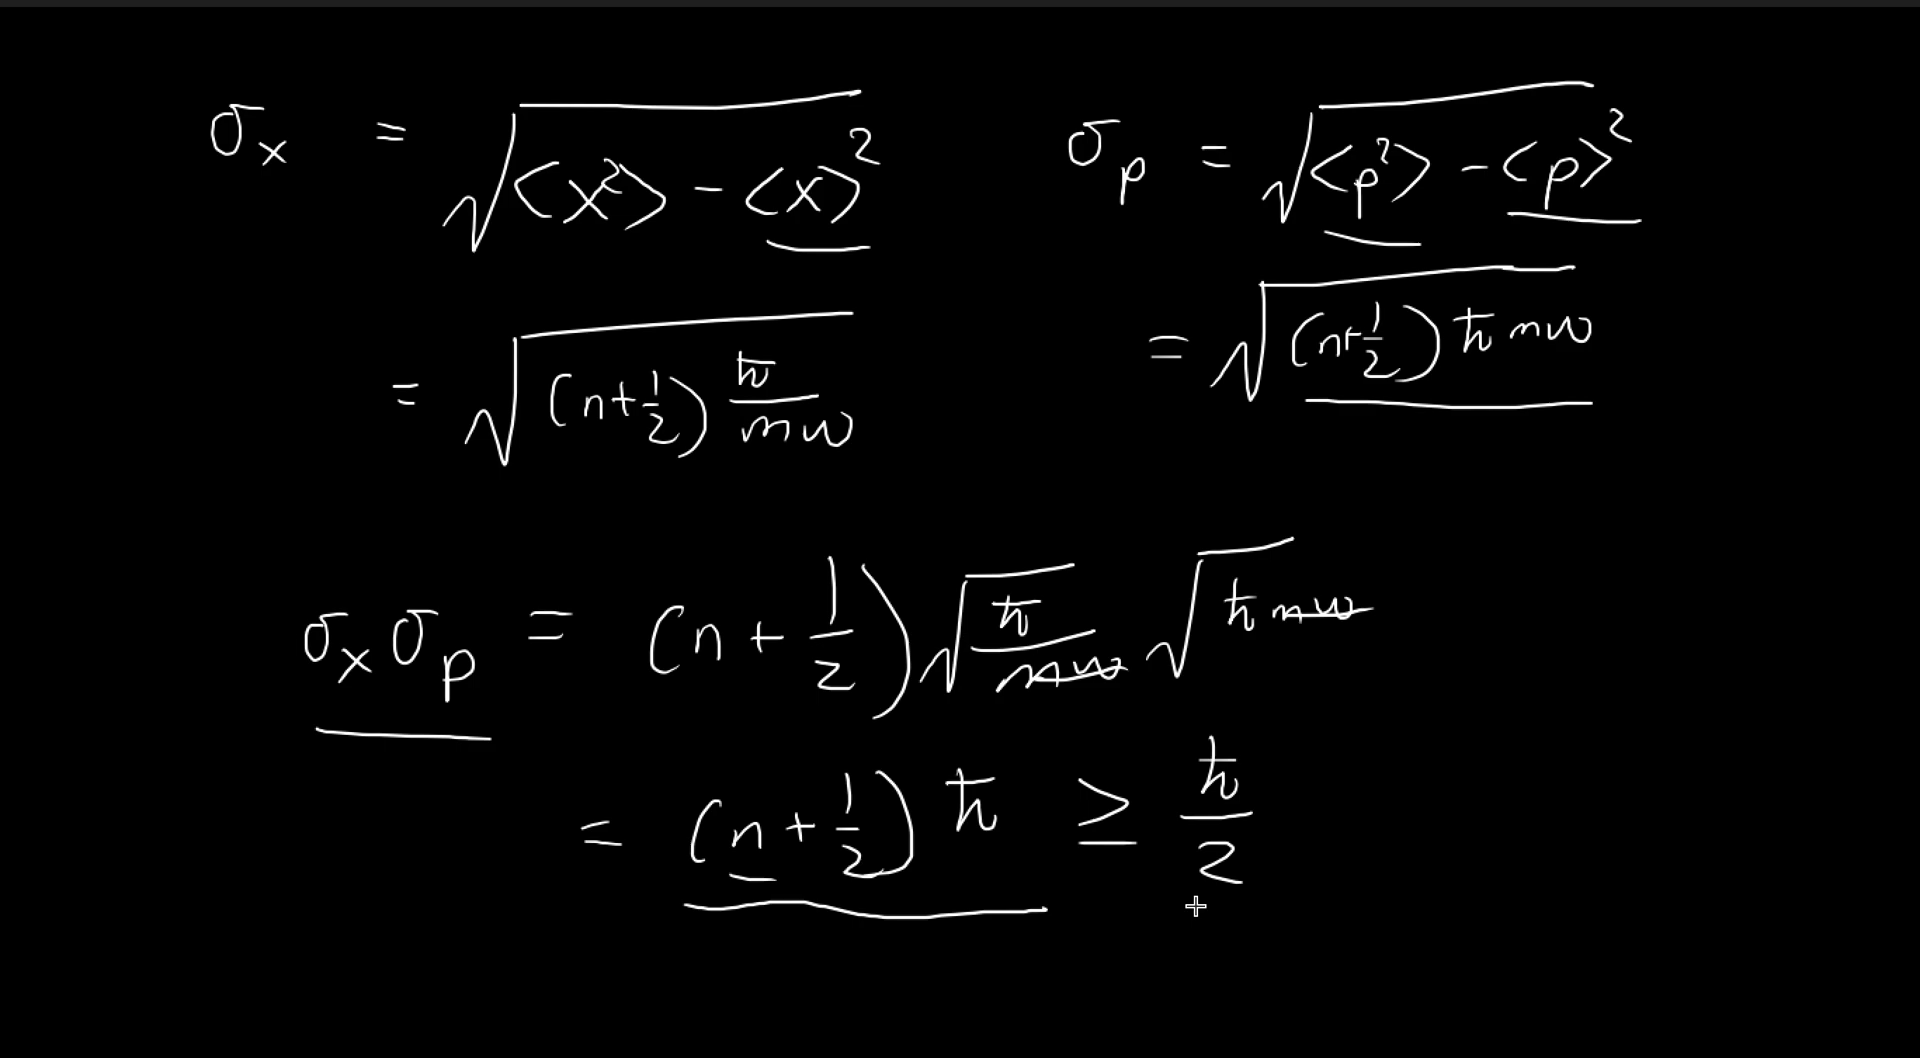 σₓ = √(⟨x²⟩ - ⟨x⟩²)
σₚ = √(⟨p²⟩ - ⟨p⟩²)
= √((n+1/2) ħ/mω)
= √((n+1/2) ħmω)
σₓσₚ = (n + 1/2) √(ħ/mω) √(ħmω)
= (n + 1/2) ħ ≥ ħ/2